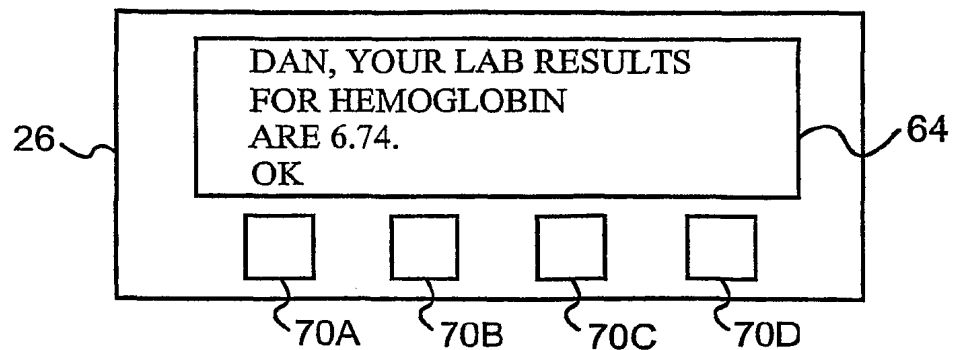 DAN, YOUR LAB RESULTS
FOR HEMOGLOBIN
ARE 6.74.
OK
26
64
70A
70B
70C
70D